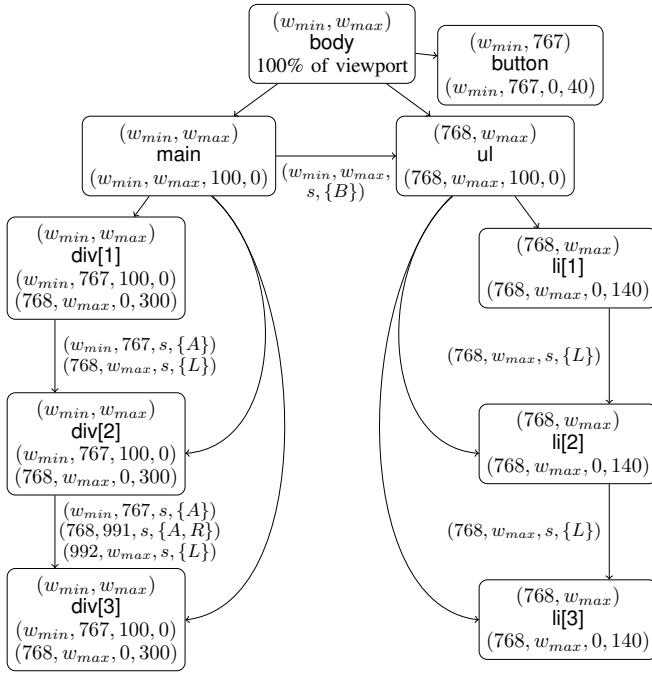 (w_min, w_max)
body
100% of viewport
(w_min, 767)
button
(w_min, 767, 0, 40)
(w_min, w_max)
main
(w_min, w_max, 100, 0)
(w_min, w_max,
s, {B})
(768, w_max)
ul
(768, w_max, 100, 0)
(w_min, w_max)
div[1]
(w_min, 767, 100, 0)
(768, w_max, 0, 300)
(w_min, 767, s, {A})
(768, w_max, s, {L})
(w_min, w_max)
div[2]
(w_min, 767, 100, 0)
(768, w_max, 0, 300)
(w_min, 767, s, {A})
(768, 991, s, {A, R})
(992, w_max, s, {L})
(w_min, w_max)
div[3]
(w_min, 767, 100, 0)
(768, w_max, 0, 300)
(768, w_max)
li[1]
(768, w_max, 0, 140)
(768, w_max, s, {L})
(768, w_max)
li[2]
(768, w_max, 0, 140)
(768, w_max, s, {L})
(768, w_max)
li[3]
(768, w_max, 0, 140)